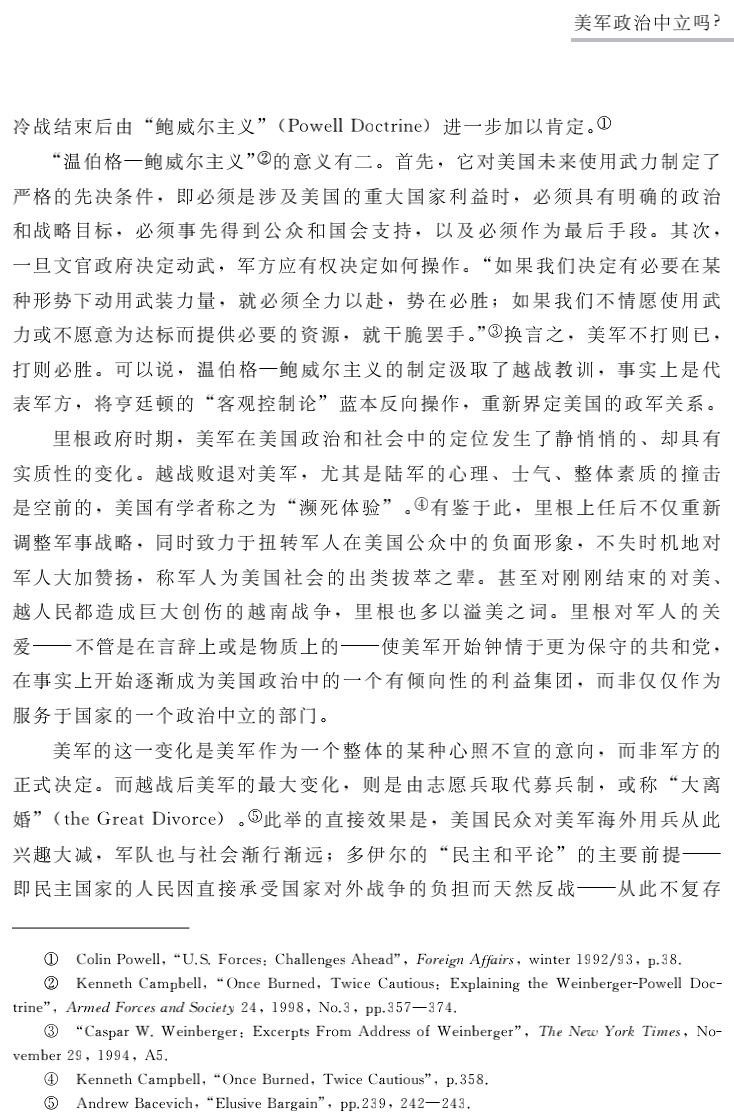 美军政治中立吗?
冷战结束后由“鲍威尔主义”（Powell Doctrine）进一步加以肯定。①
“温伯格—鲍威尔主义”②的意义有二。首先，它对美国未来使用武力制定了
严格的先决条件，即必须是涉及美国的重大国家利益时，必须具有明确的政治
和战略目标，必须事先得到公众和国会支持，以及必须作为最后手段。其次，
一旦文官政府决定动武，军方应有权决定如何操作。“如果我们决定有必要在某
种形势下动用武装力量，就必须全力以赴，势在必胜；如果我们不情愿使用武
力或不愿意为达标而提供必要的资源，就干脆罢手。”③换言之，美军不打则已，
打则必胜。可以说，温伯格—鲍威尔主义的制定汲取了越战教训，事实上是代
表军方，将亨廷顿的“客观控制论”蓝本反向操作，重新界定美国的政军关系。
里根政府时期，美军在美国政治和社会中的定位发生了静悄悄的、却具有
实质性的变化。越战败退对美军，尤其是陆军的心理、士气、整体素质的撞击
是空前的，美国有学者称之为“濒死体验”。④有鉴于此，里根上任后不仅重新
调整军事战略，同时致力于扭转军人在美国公众中的负面形象，不失时机地对
军人大加赞扬，称军人为美国社会的出类拔萃之辈。甚至对刚刚结束的对美、
越人民都造成巨大创伤的越南战争，里根也多以溢美之词。里根对军人的关
爱——不管是在言辞上或是物质上的——使美军开始钟情于更为保守的共和党，
在事实上开始逐渐成为美国政治中的一个有倾向性的利益集团，而非仅仅作为
服务于国家的一个政治中立的部门。
美军的这一变化是美军作为一个整体的某种心照不宣的意向，而非军方的
正式决定。而越战后美军的最大变化，则是由志愿兵取代募兵制，或称“大离
婚”（the Great Divorce）。⑤此举的直接效果是，美国民众对美军海外用兵从此
兴趣大减，军队也与社会渐行渐远；多伊尔的“民主和平论”的主要前提——
即民主国家的人民因直接承受国家对外战争的负担而天然反战——从此不复存
① Colin Powell, “U.S. Forces: Challenges Ahead”, Foreign Affairs, winter 1992/93, p.38.
② Kenneth Campbell, “Once Burned, Twice Cautious: Explaining the Weinberger-Powell Doc-
trine”, Armed Forces and Society 24, 1998, No.3, pp.357—374.
③ “Caspar W. Weinberger: Excerpts From Address of Weinberger”, The New York Times, No-
vember 29, 1994, A5.
④ Kenneth Campbell, “Once Burned, Twice Cautious”, p.358.
⑤ Andrew Bacevich, “Elusive Bargain”, pp.239, 242—243.